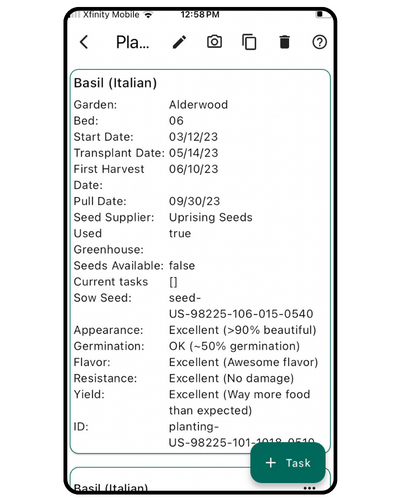 Xfinity Mobile 12:58 PM
Pla...
Basil (Italian)
Garden: Alderwood
Bed: 06
Start Date: 03/12/23
Transplant Date: 05/14/23
First Harvest 06/10/23
Date:
Pull Date: 09/30/23
Seed Supplier: Uprising Seeds
Used true
Greenhouse:
Seeds Available: false
Current tasks []
Sow Seed: seed-
US-98225-106-015-0540
Appearance: Excellent (>90% beautiful)
Germination: OK (~50% germination)
Flavor: Excellent (Awesome flavor)
Resistance: Excellent (No damage)
Yield: Excellent (Way more food
than expected)
ID: planting-
US-98225-101-1018-0510
+ Task
Basil (Italian)